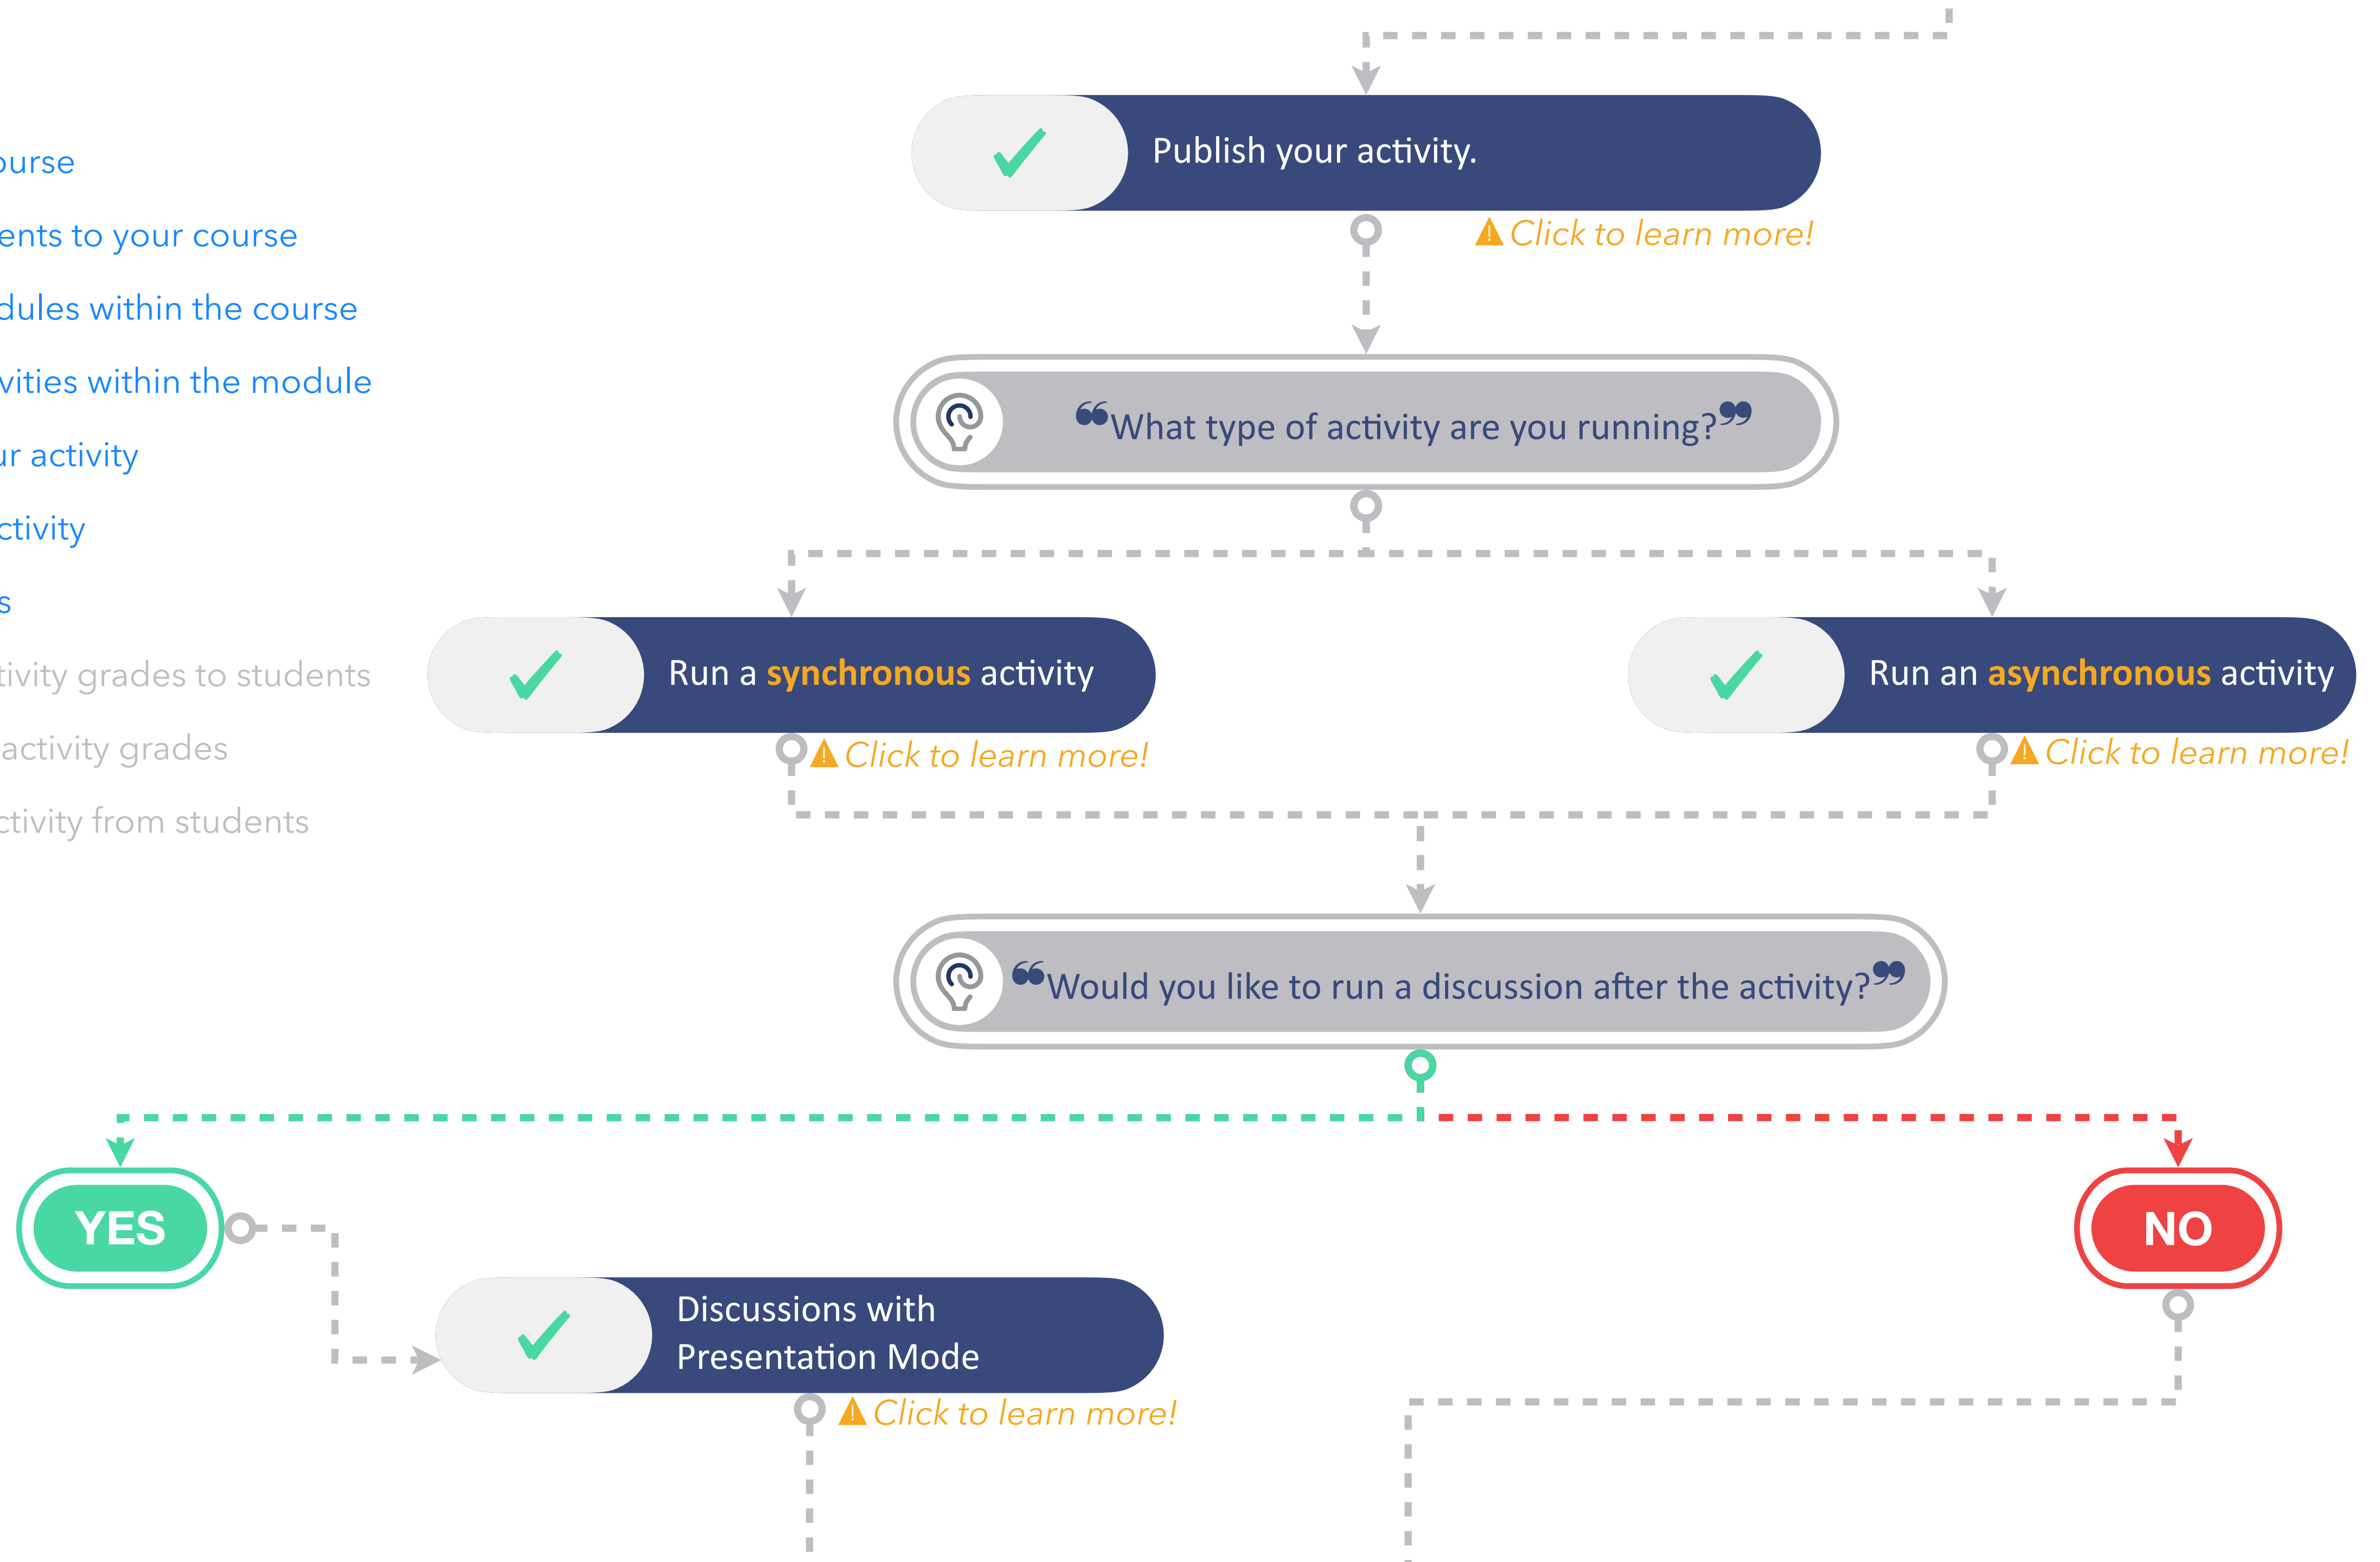 Publish your activity.
Click to learn more!
What type of activity are you running?
Run a synchronous activity
Click to learn more!
Run an asynchronous activity
Click to learn more!
❝Would you like to run a discussion after the activity?❞
YES
NO
Discussions with
Presentation Mode
Click to learn more!
ourse
ents to your course
dules within the course
vities within the module
ur activity
ctivity
s
tivity grades to students
activity grades
ctivity from students